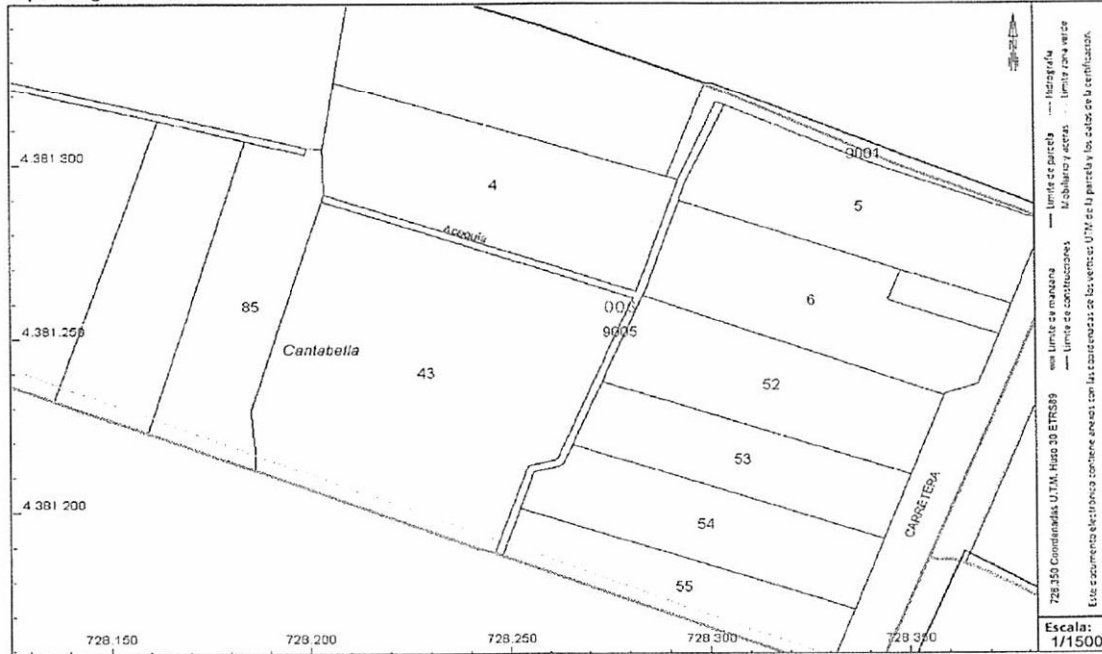 9001
4.381.300
4
5
Acequia
6
85
00
9005
4.381.250
Cantabella
43
52
53
4.381.200
54
CARRETERA
55
728.150
728.200
728.250
728.300
728.350
728.350 Coordenadas U.T.M. Huso 30 ETRS89
Límite de manzana
Límite de parcela
Hidrografía
Límite de construcciones
Mobiliario y aceras
Límite zona verde
Este documento electrónico contiene anexos con las coordenadas de los vértices UTM de la parcela y los datos de la certificación.
Escala:
1/1500